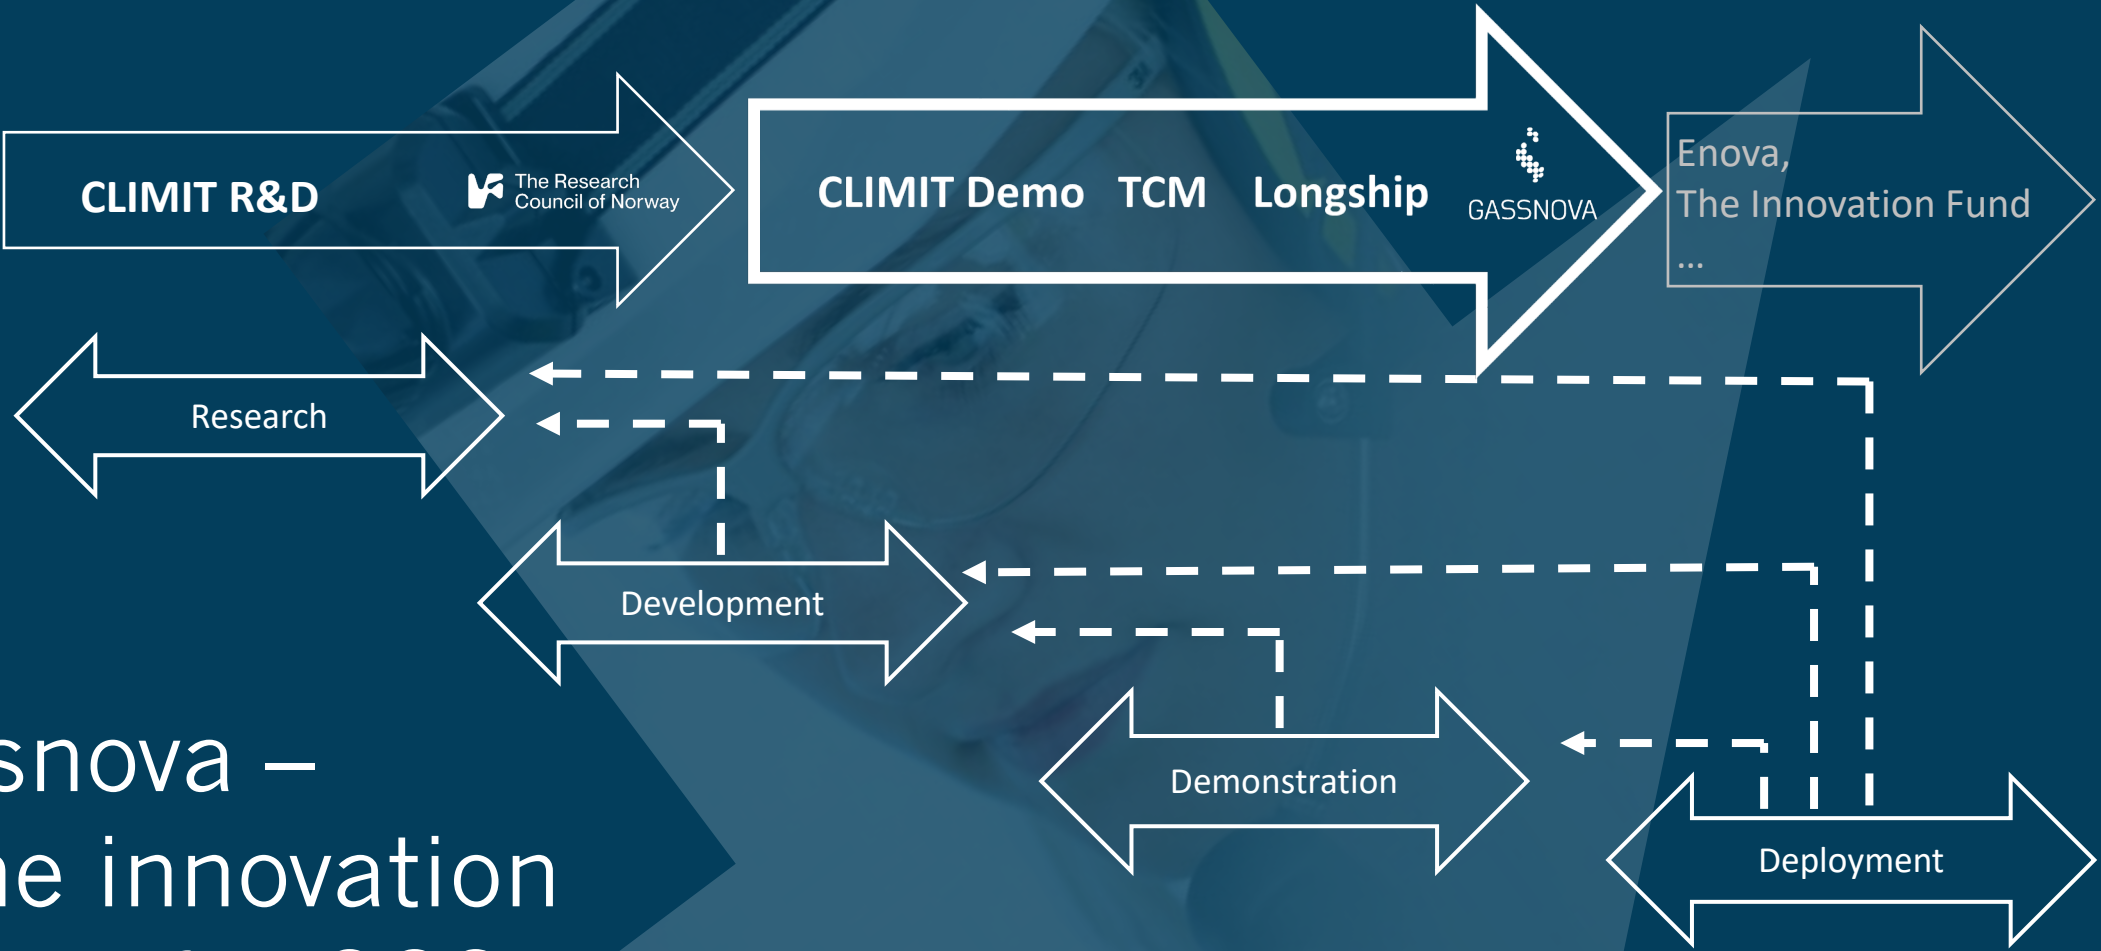 CLIMIT R&D
The Research
Council of Norway
CLIMIT Demo TCM Longship
GASSNOVA
Enova,
The Innovation Fund
...
Research
Development
Demonstration
Deployment
snova –
ne innovation